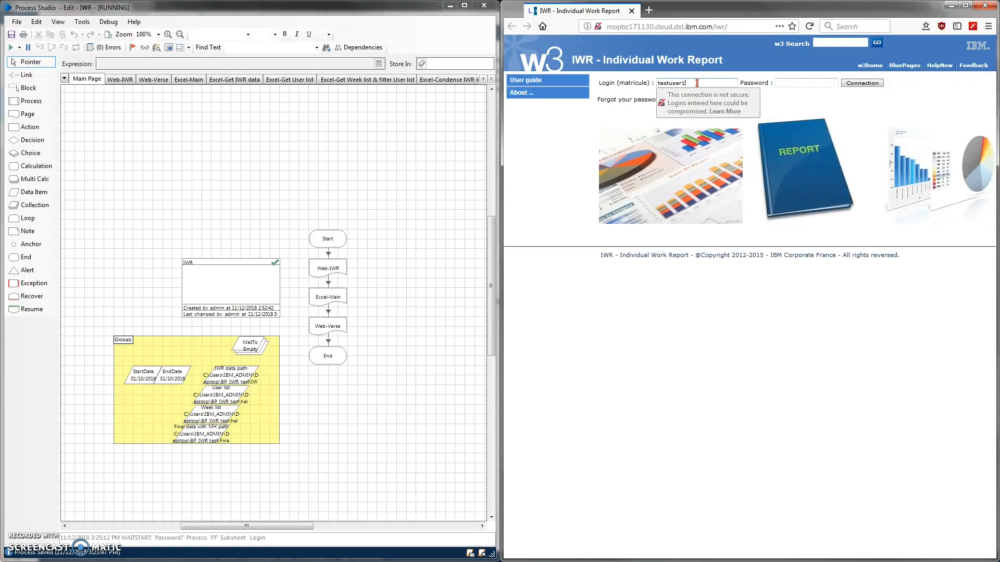 Process Studio - Edit - IWR - [RUNNING]
File Edit View Tools Debug Help
Zoom 100%
B I U
(0) Errors
Find Text
Dependencies
Expression:
Store In:
Main Page
Web-IWR
Web-Verse
Excel-Main
Excel-Get IWR data
Excel-Get User list
Excel-Get Week list & filter User list
Excel-Condense IWR li
Pointer
Link
Block
Process
Page
Action
Decision
Choice
Calculation
Multi Calc
Data Item
Collection
Loop
Note
Anchor
End
Alert
Exception
Recover
Resume
Start
Web-IWR
Excel-Main
Web-Verse
End
IWR
Created by admin at 11/12/2018 2:52:42
Last changed by admin at 11/12/2018 3:
Globals
MailTo
Empty
StartDate
01/10/2018
EndDate
31/10/2018
IWR data path
C:\Users\IBM_ADMIN\D
esktop\BP IWR test\IW
User list
C:\Users\IBM_ADMIN\D
esktop\BP IWR test\hel
Week list
C:\Users\IBM_ADMIN\D
esktop\BP IWR test\hel
Final data with MH path
C:\Users\IBM_ADMIN\D
esktop\BP IWR test\Fina
11/12/2018 3:25:12 PM WAITSTART: 'Password?' Process: 'FF' Subsheet: 'Login'
RECORDED WITH
SCREENCAST MATIC
Process Saved (11/12/2018 3:23:47 PM)
IWR - Individual Work Report
mopbz171130.cloud.dst.ibm.com/iwr/
Search
w3 Search
GO
IBM
w3 IWR - Individual Work Report
w3home BluePages HelpNow Feedback
User guide
About ...
Login (matricule) : testuser1 Password : Connection
Forgot your passwo
This connection is not secure.
Logins entered here could be
compromised. Learn More
SALES BY REGION
REPORT
IWR - Individual Work Report - @Copyright 2012-2015 - IBM Corporate France - All rights reversed.